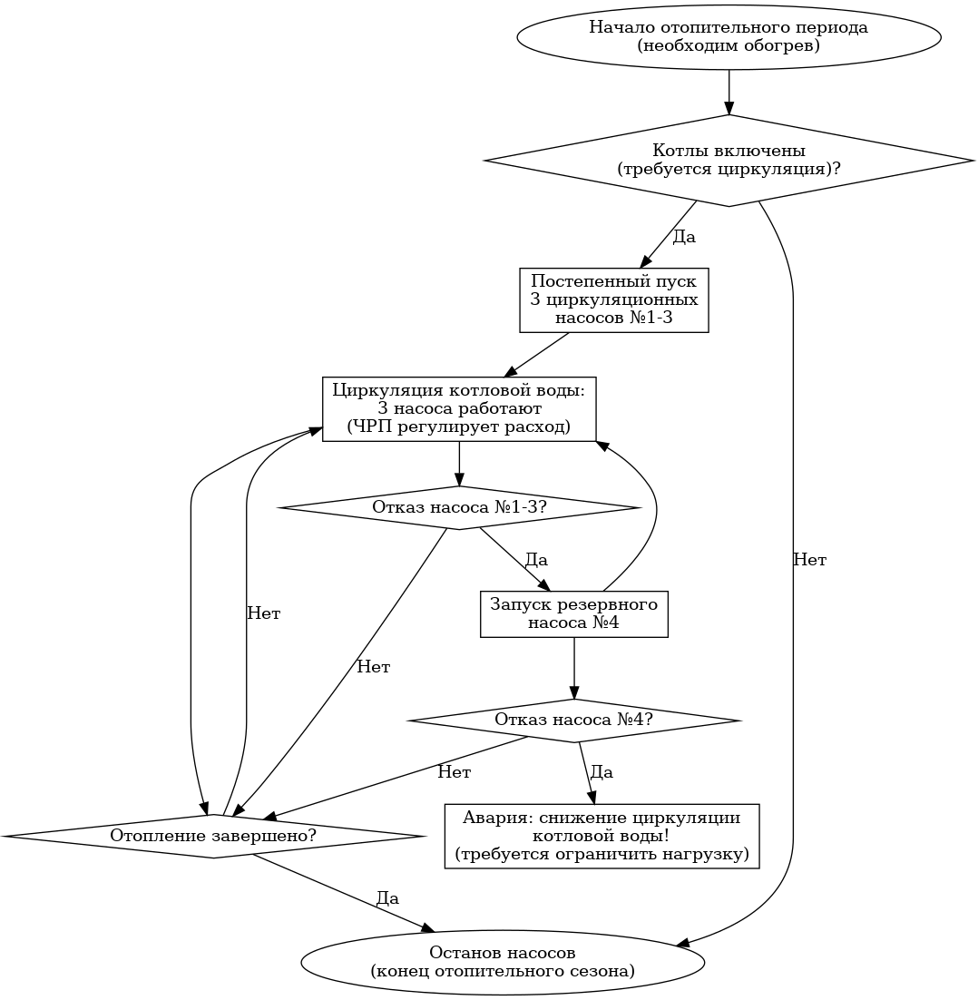 Начало отопительного периода
(необходим обогрев)
Котлы включены
(требуется циркуляция)?
Да
Постепенный пуск
3 циркуляционных
насосов №1-3
Циркуляция котловой воды:
3 насоса работают
(ЧРП регулирует расход)
Отказ насоса №1-3?
Да
Нет
Запуск резервного
насоса №4
Нет
Нет
Отказ насоса №4?
Нет
Да
Авария: снижение циркуляции
котловой воды!
(требуется ограничить нагрузку)
Отопление завершено?
Да
Останов насосов
(конец отопительного сезона)